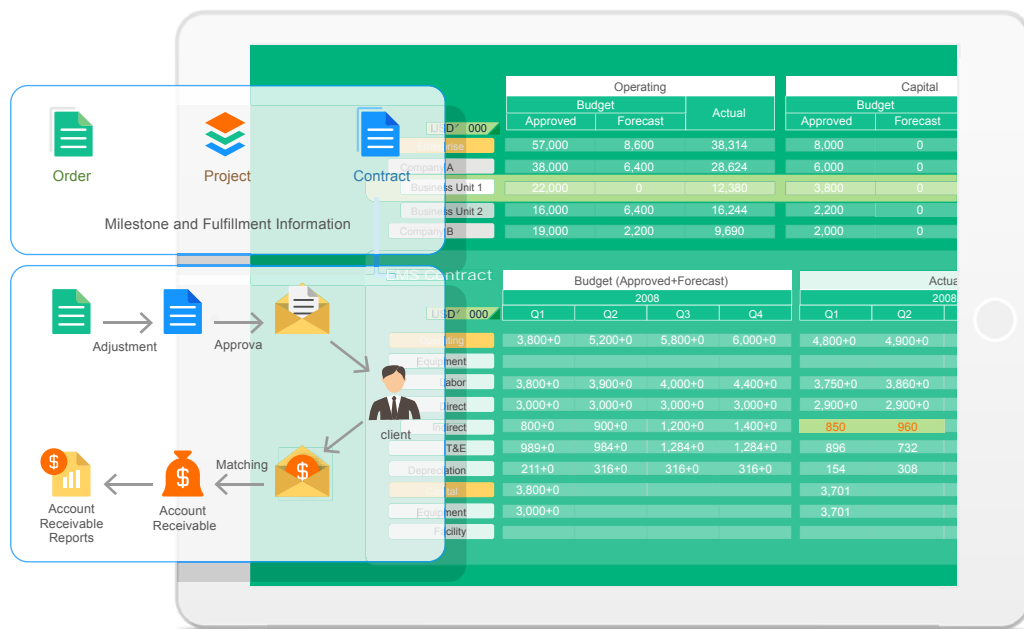 Order
Project
Contract
Milestone and Fulfillment Information
Adjustment
Approva
client
Matching
Account
Receivable
Account
Receivable
Reports
Operating
Capital
Budget
Actual
Budget
Approved
Forecast
Approved
Forecast
USD' 000
Enterprise 57,000 8,600 38,314 8,000 0
Company A 38,000 6,400 28,624 6,000 0
Business Unit 1 22,000 0 12,380 3,800 0
Business Unit 2 16,000 6,400 16,244 2,200 0
Company B 19,000 2,200 9,690 2,000 0
EMS Contract
Budget (Approved+Forecast)
Actua
2008
2008
USD' 000 Q1 Q2 Q3 Q4 Q1 Q2
Operating 3,800+0 5,200+0 5,800+0 6,000+0 4,800+0 4,900+0
Equipment
Labor 3,800+0 3,900+0 4,000+0 4,400+0 3,750+0 3,860+0
Direct 3,000+0 3,000+0 3,000+0 3,000+0 2,900+0 2,900+0
Indirect 800+0 900+0 1,200+0 1,400+0 850 960
T&E 989+0 984+0 1,284+0 1,284+0 896 732
Depreciation 211+0 316+0 316+0 316+0 154 308
Capital 3,800+0 3,701
Equipment 3,000+0 3,701
Facility